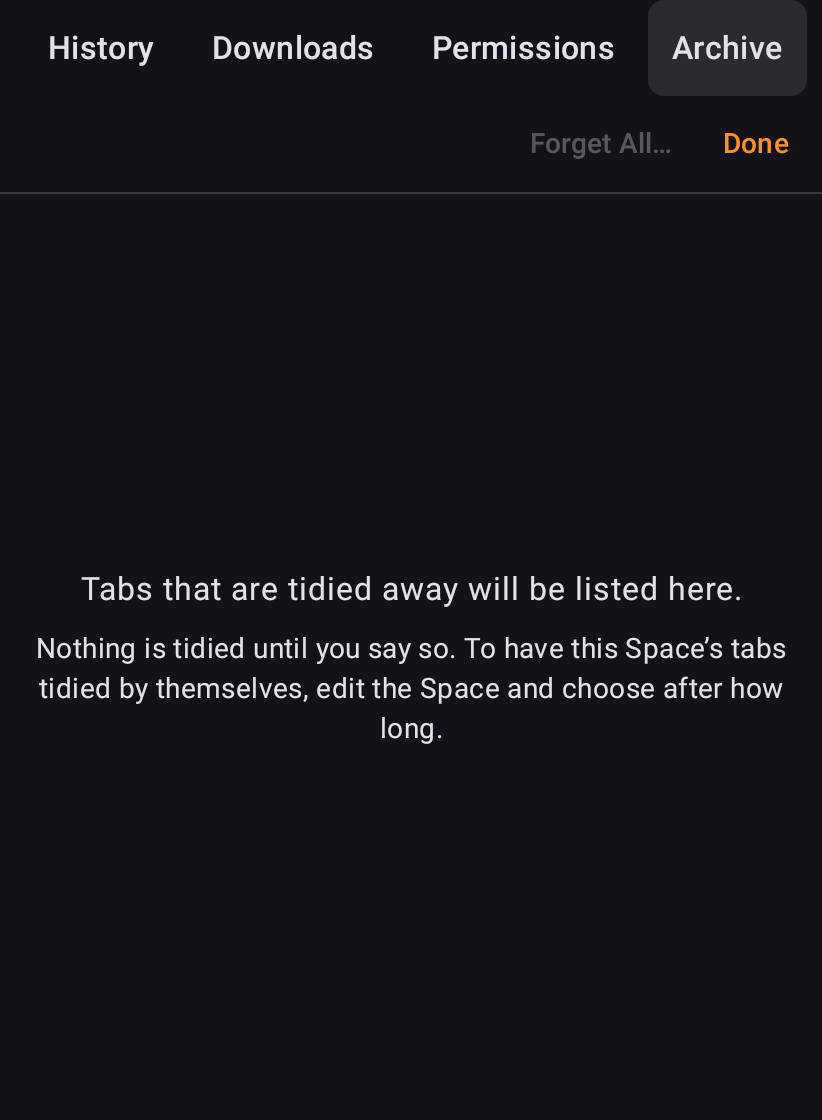 History Downloads Permissions Archive
Forget All… Done
Tabs that are tidied away will be listed here.
Nothing is tidied until you say so. To have this Space’s tabs
tidied by themselves, edit the Space and choose after how
long.